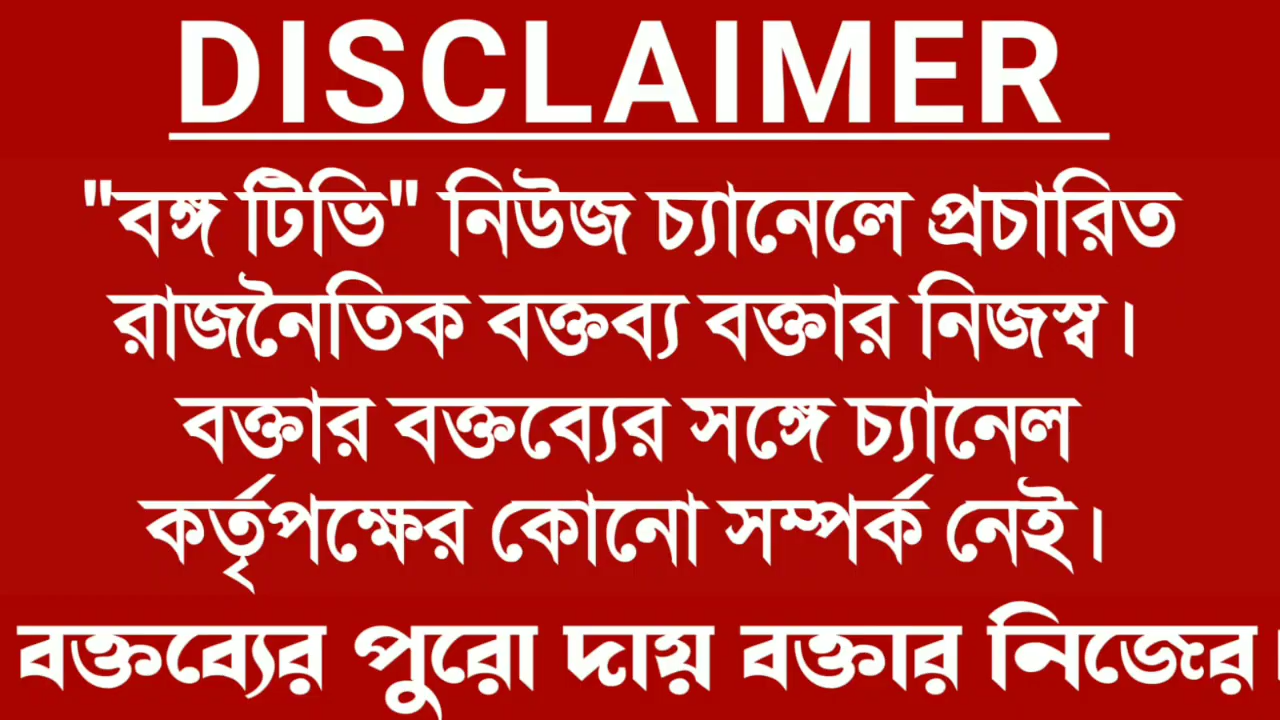 DISCLAIMER
"বঙ্গ টিভি" নিউজ চ্যানেলে প্রচারিত
রাজনৈতিক বক্তব্য বক্তার নিজস্ব।
বক্তার বক্তব্যের সঙ্গে চ্যানেল
কর্তৃপক্ষের কোনো সম্পর্ক নেই।
বক্তব্যের পুরো দায় বক্তার নিজের।